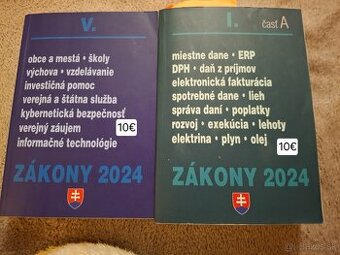 V.
obce a mestá • školy
výchova • vzdelávanie
investičná pomoc
verejná a štátna služba
kybernetická bezpečnosť
verejný záujem
informačné technológie
10€
ZÁKONY 2024
I. časť A
miestne dane • ERP
DPH • daň z príjmov
elektronická fakturácia
spotrebné dane • lieh
správa daní • poplatky
rozvoj • exekúcia • lehoty
elektrina • plyn • olej
10€
ZÁKONY 2024